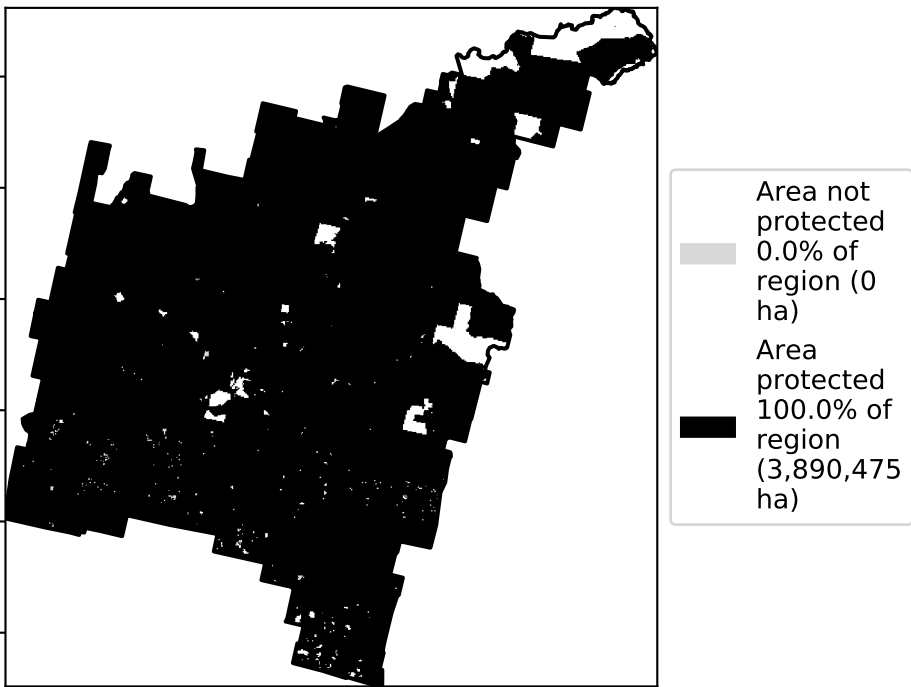 Area not
protected
0.0% of
region (0
ha)
Area
protected
100.0% of
region
(3,890,475
ha)